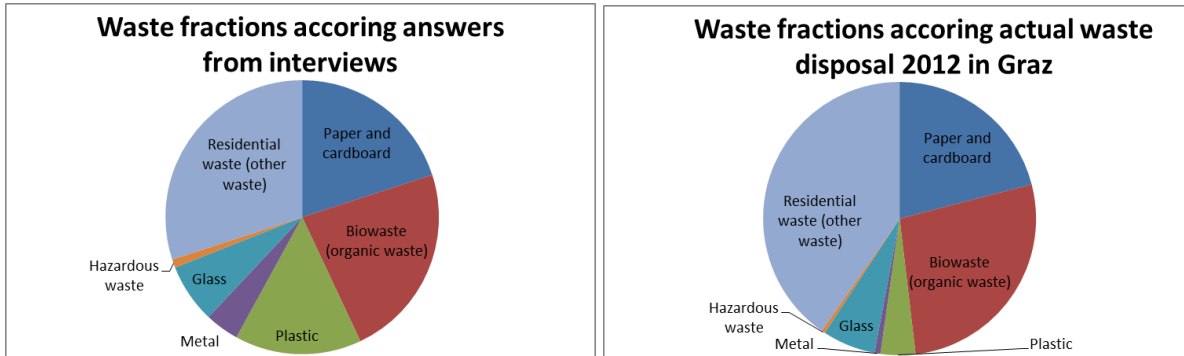 Waste fractions accoring answers
from interviews
Paper and
cardboard
Biowaste
(organic waste)
Plastic
Metal
Glass
Hazardous
waste
Residential
waste (other
waste)
Waste fractions accoring actual waste
disposal 2012 in Graz
Paper and
cardboard
Biowaste
(organic waste)
Plastic
Metal
Glass
Hazardous
waste
Residential
waste (other
waste)